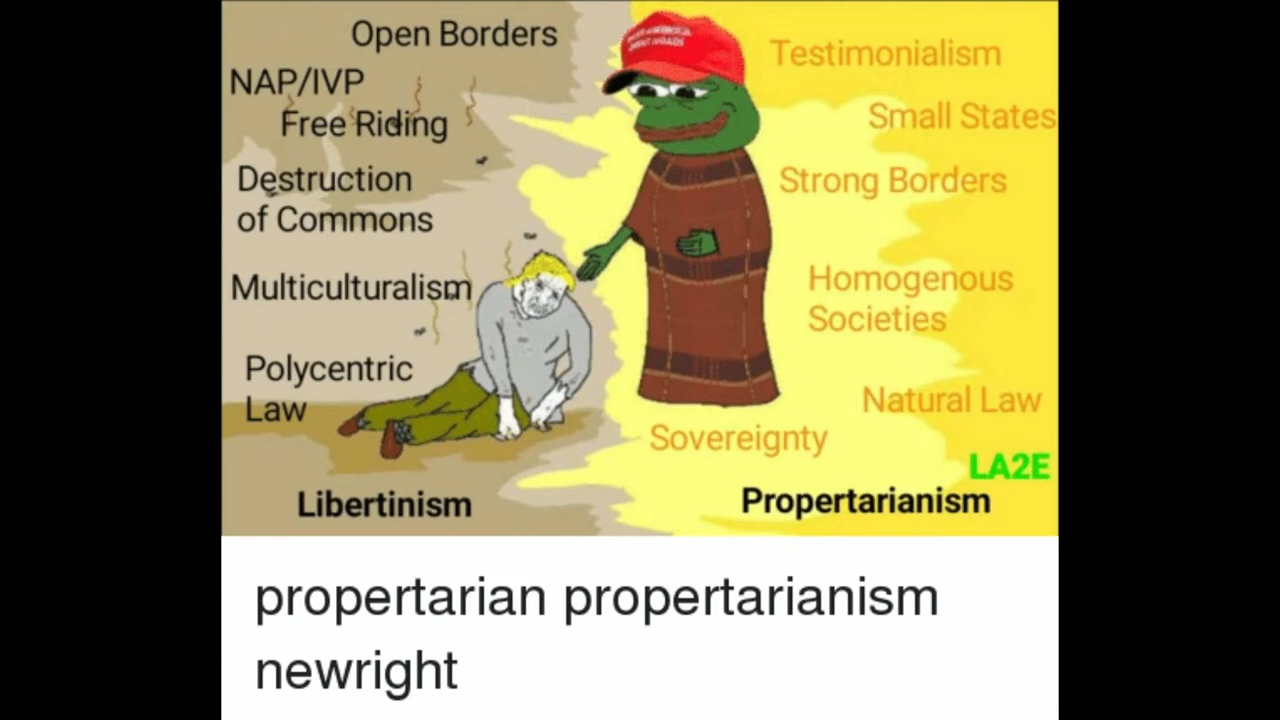 Open Borders
NAP/IVP
Free Riding
Destruction
of Commons
Multiculturalism
Polycentric
Law
Libertinism
Testimonialism
Small States
Strong Borders
Homogenous
Societies
Natural Law
Sovereignty
LA2E
Propertarianism
propertarian propertarianism
newright